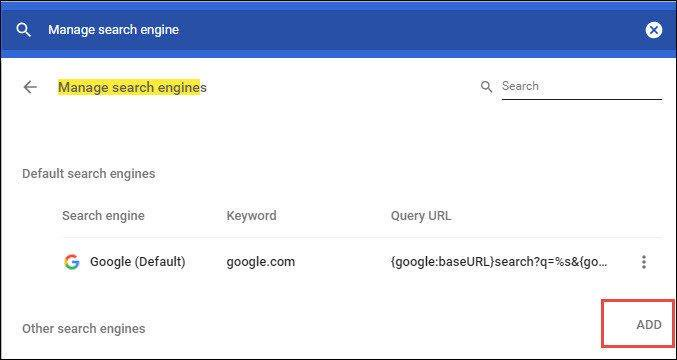 Manage search engine
Manage search engines
Search
Default search engines
Search engine Keyword Query URL
Google (Default) google.com {google:baseURL}search?q=%s&{go...
Other search engines ADD